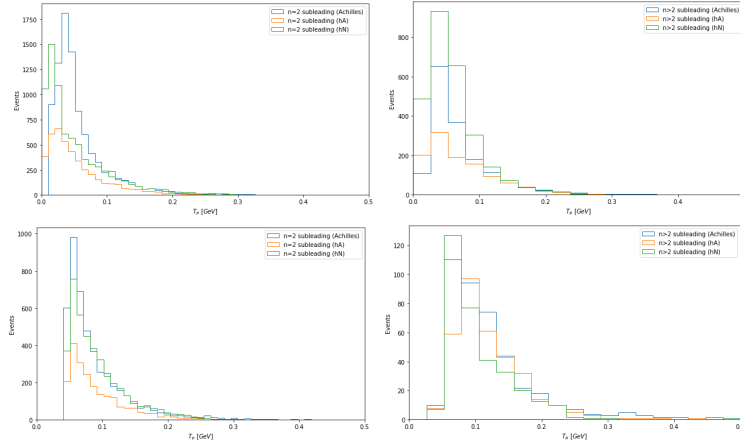 n=2 subleading (Achilles)
n=2 subleading (hA)
n=2 subleading (hN)
Events
1750
1500
1250
1000
750
500
250
0
0.0 0.1 0.2 0.3 0.4 0.5
Tₚ [GeV]
n>2 subleading (Achilles)
n>2 subleading (hA)
n>2 subleading (hN)
Events
800
600
400
200
0
0.0 0.1 0.2 0.3 0.4
Tₚ [GeV]
n=2 subleading (Achilles)
n=2 subleading (hA)
n=2 subleading (hN)
Events
1000
800
600
400
200
0
0.0 0.1 0.2 0.3 0.4 0.5
Tₚ [GeV]
n>2 subleading (Achilles)
n>2 subleading (hA)
n>2 subleading (hN)
Events
120
100
80
60
40
20
0
0.0 0.1 0.2 0.3 0.4 0.5
Tₚ [GeV]